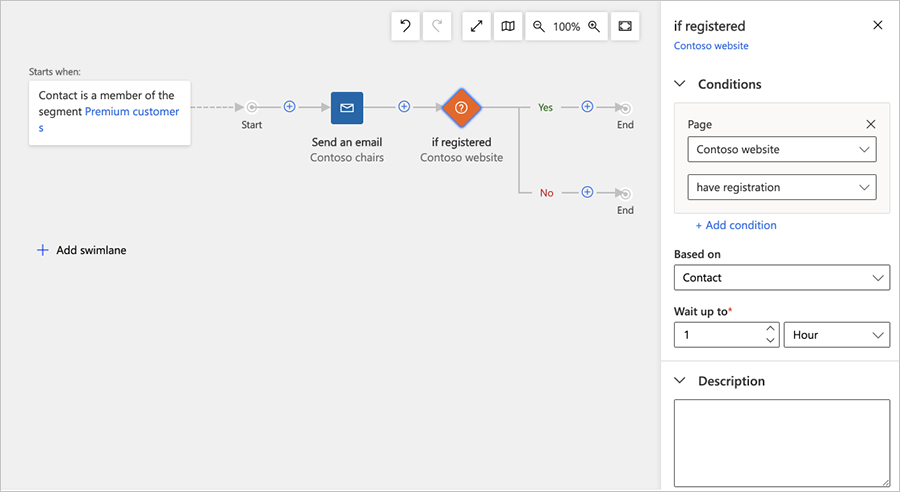 100%
Starts when:
Contact is a member of the
segment Premium customer
s
Start
Send an email
Contoso chairs
if registered
Contoso website
Yes
End
No
End
Add swimlane
if registered
Contoso website
Conditions
Page
Contoso website
have registration
+ Add condition
Based on
Contact
Wait up to*
1
Hour
Description